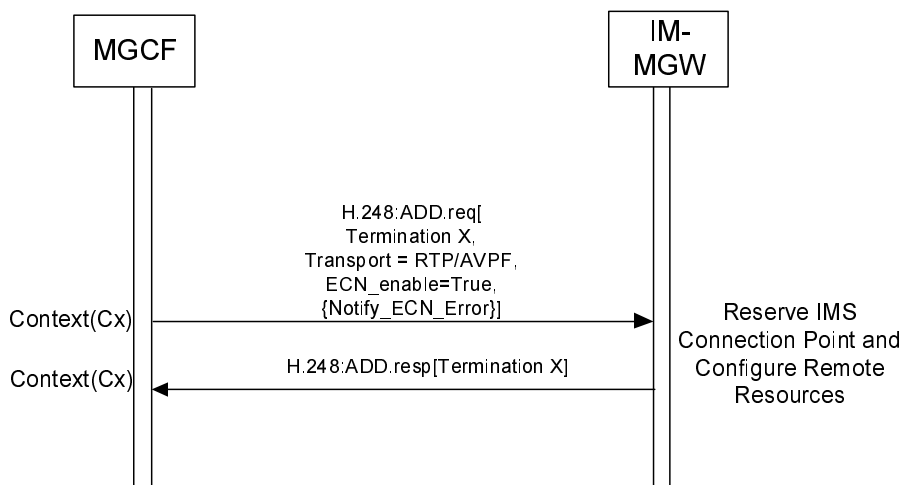 MGCF
IM-
MGW
H.248:ADD.req[
Termination X,
Transport = RTP/AVPF,
ECN_enable=True,
{Notify_ECN_Error}]
Context(Cx)
Reserve IMS
Connection Point and
Configure Remote
Resources
H.248:ADD.resp[Termination X]
Context(Cx)